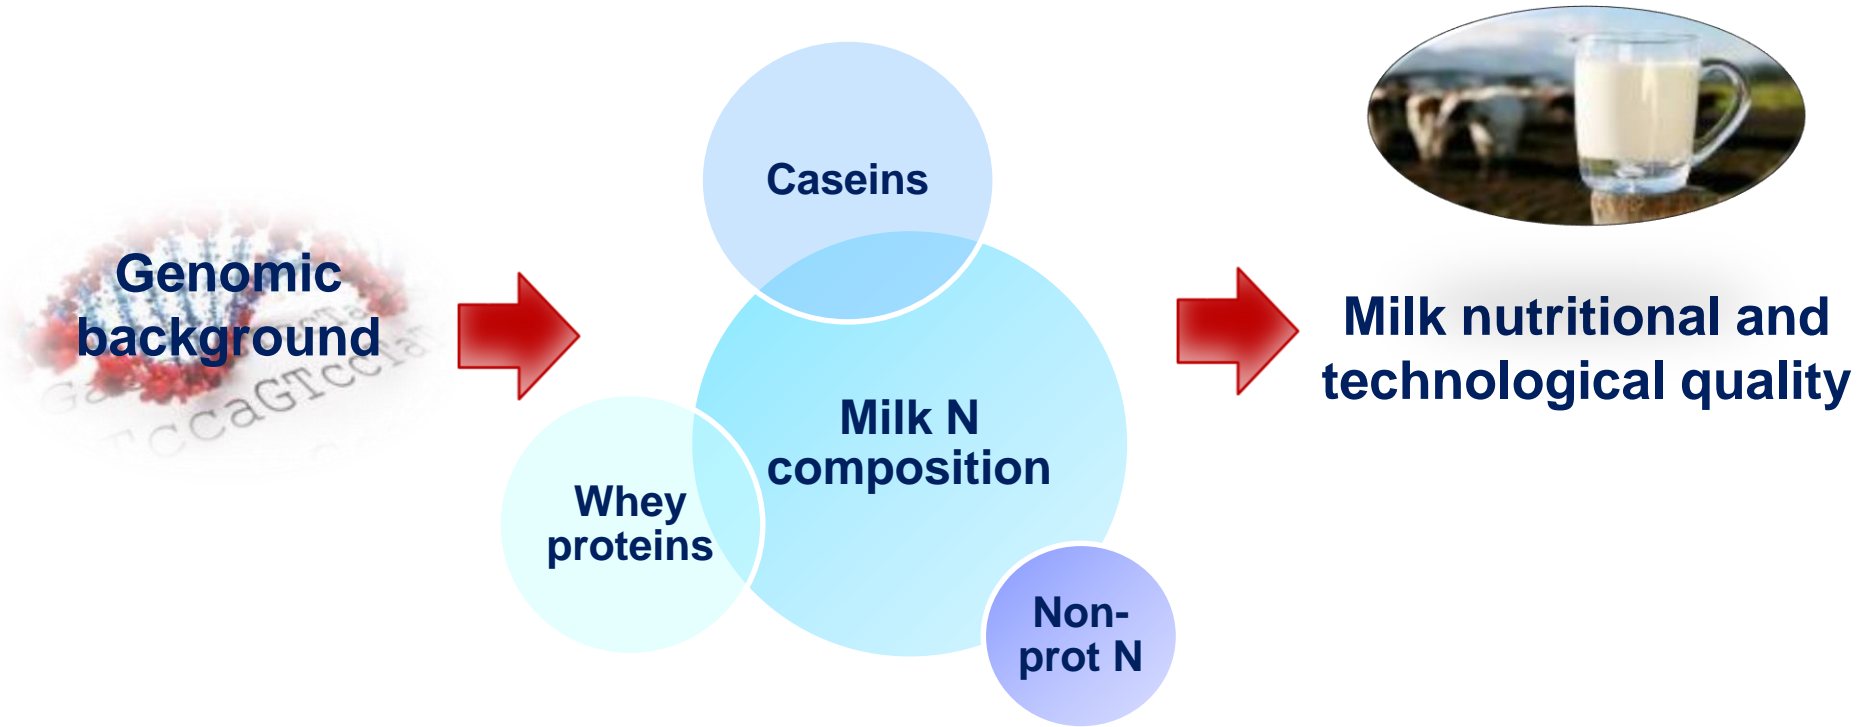 Genomic
background
Caseins
Milk N
composition
Whey
proteins
Non-
prot N
Milk nutritional and
technological quality